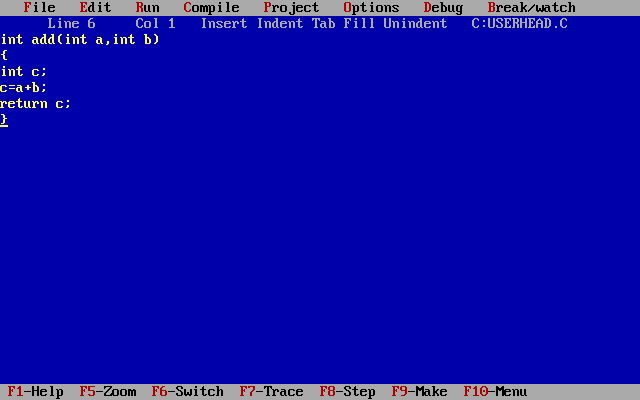 File Edit Run Compile Project Options Debug Break/watch
Line 6 Col 1 Insert Indent Tab Fill Unindent C:USERHEAD.C
int add(int a,int b)
{
int c;
c=a+b;
return c;
}
F1-Help F5-Zoom F6-Switch F7-Trace F8-Step F9-Make F10-Menu